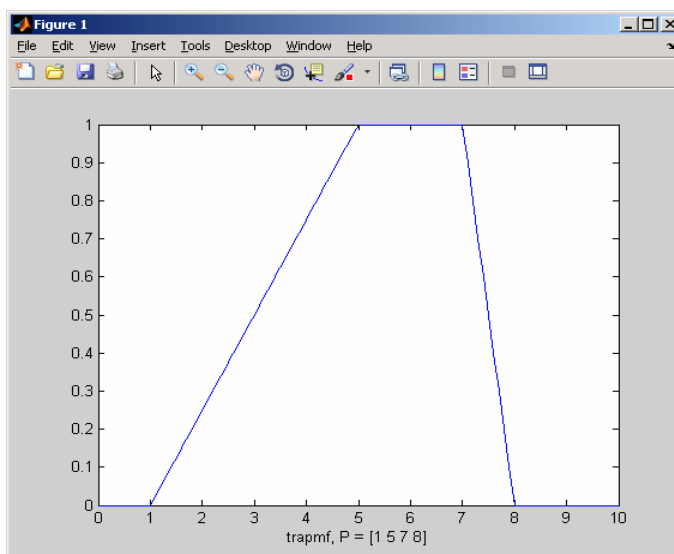 Figure 1
File Edit View Insert Tools Desktop Window Help
1
0.9
0.8
0.7
0.6
0.5
0.4
0.3
0.2
0.1
0
0 1 2 3 4 5 6 7 8 9 10
trapmf, P = [1 5 7 8]